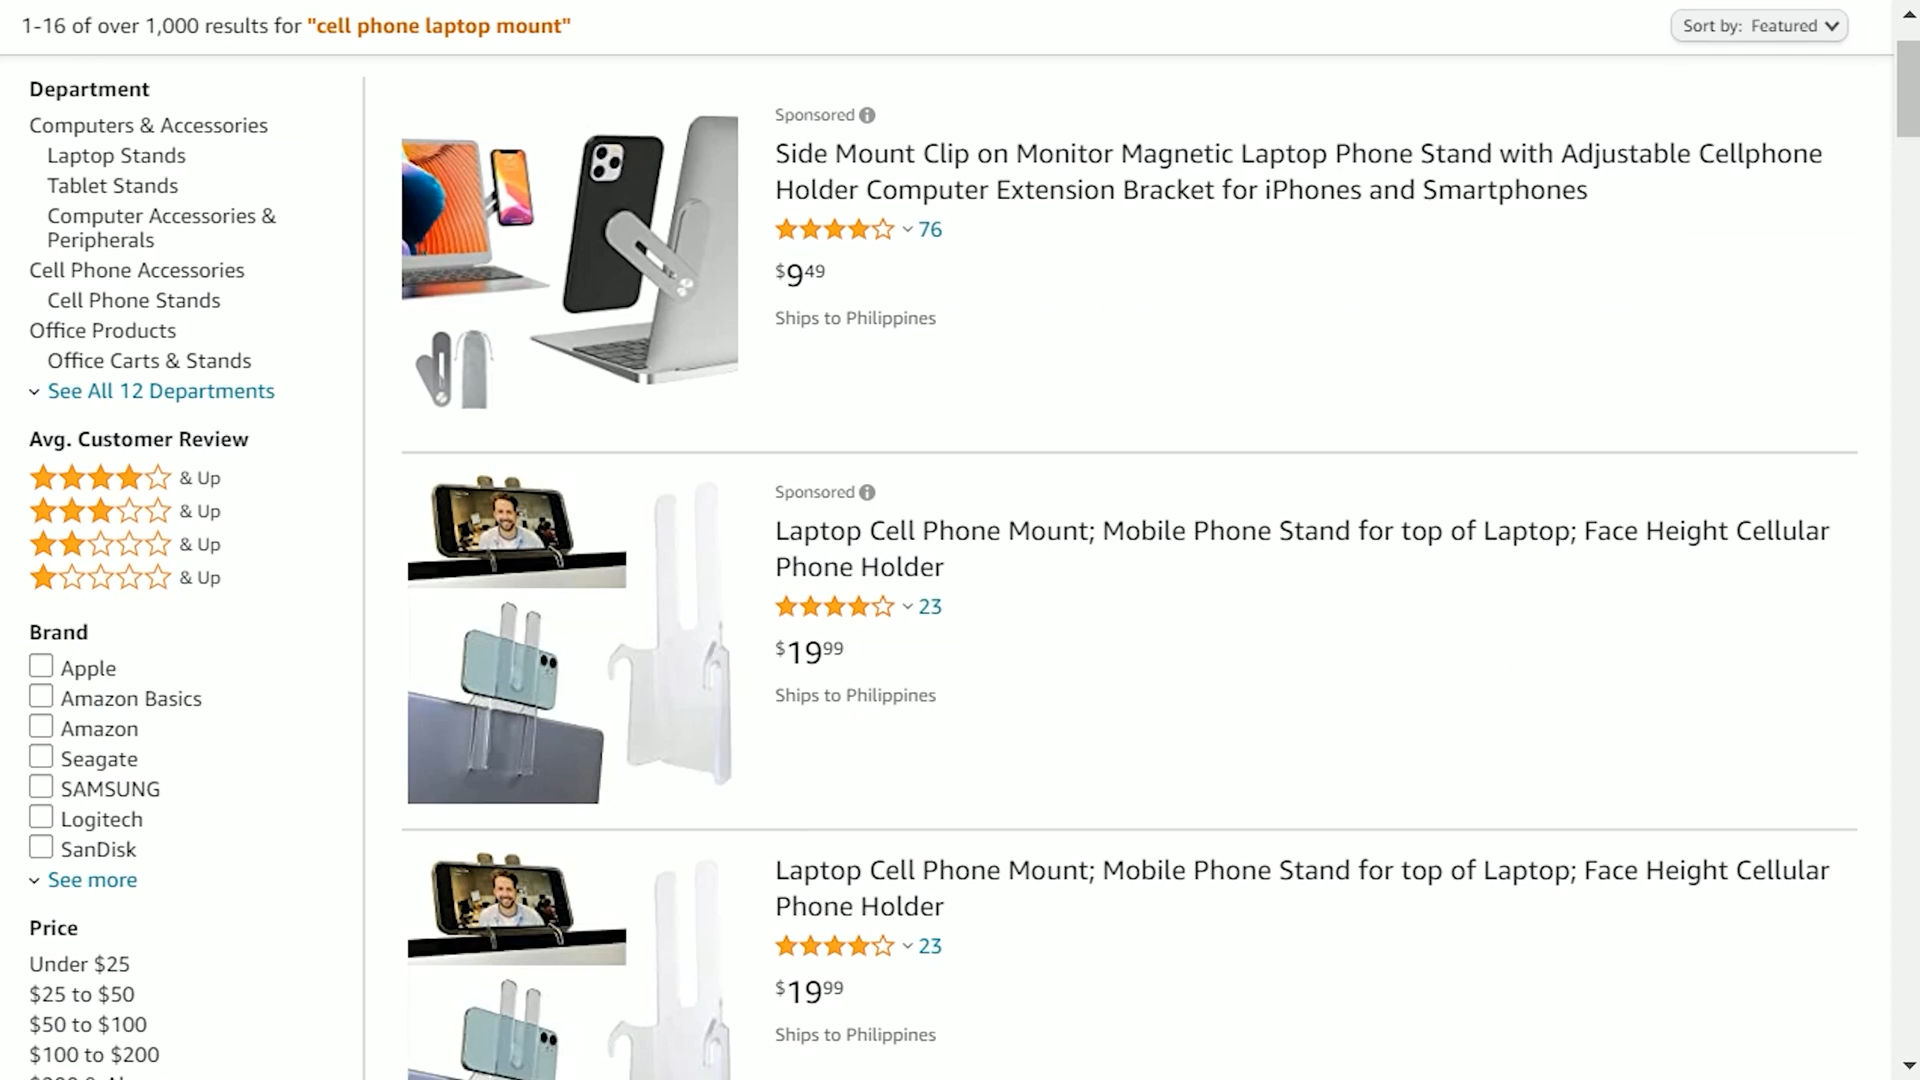 1-16 of over 1,000 results for "cell phone laptop mount"
Sort by: Featured
Department
Computers & Accessories
Laptop Stands
Tablet Stands
Computer Accessories &
Peripherals
Cell Phone Accessories
Cell Phone Stands
Office Products
Office Carts & Stands
See All 12 Departments
Avg. Customer Review
& Up
& Up
& Up
& Up
Brand
Apple
Amazon Basics
Amazon
Seagate
SAMSUNG
Logitech
SanDisk
See more
Price
Under $25
$25 to $50
$50 to $100
$100 to $200
Sponsored
Side Mount Clip on Monitor Magnetic Laptop Phone Stand with Adjustable Cellphone
Holder Computer Extension Bracket for iPhones and Smartphones
76
$949
Ships to Philippines
Sponsored
Laptop Cell Phone Mount; Mobile Phone Stand for top of Laptop; Face Height Cellular
Phone Holder
23
$1999
Ships to Philippines
Laptop Cell Phone Mount; Mobile Phone Stand for top of Laptop; Face Height Cellular
Phone Holder
23
$1999
Ships to Philippines